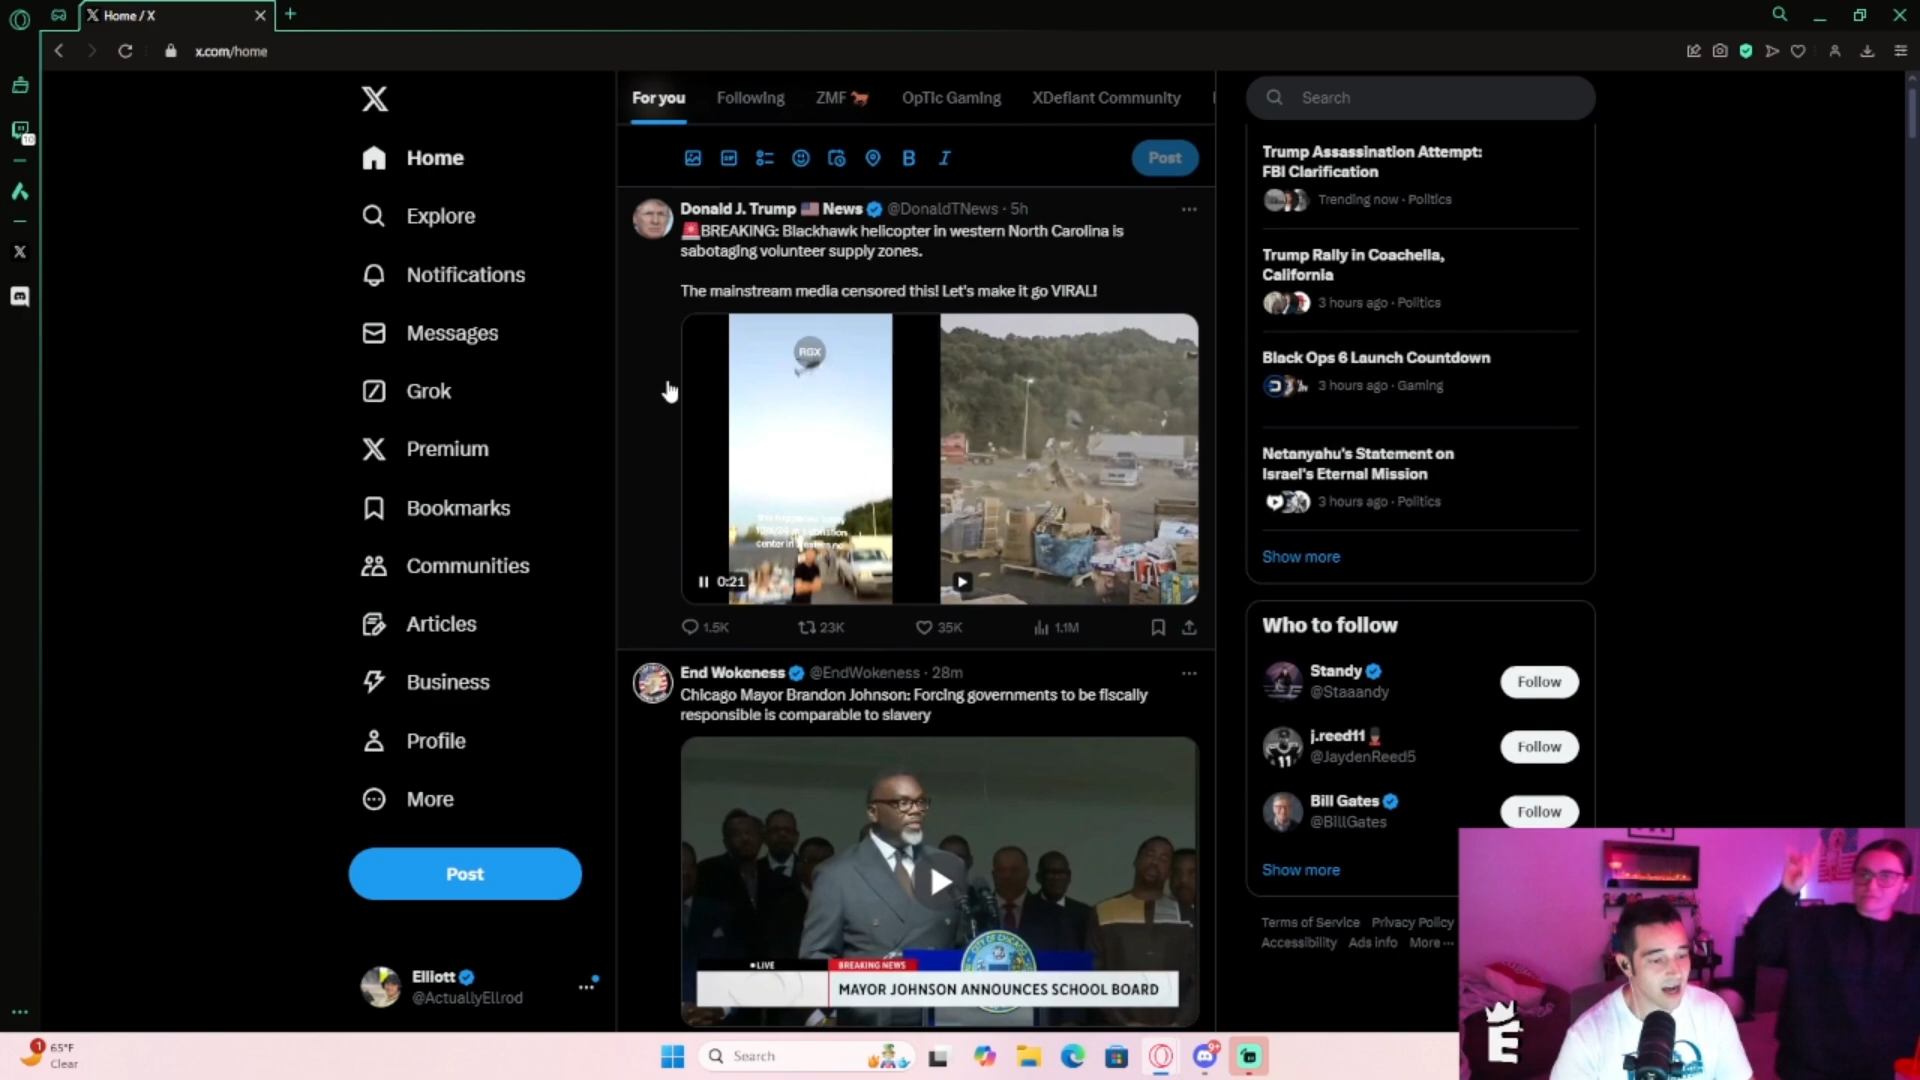 Home / X
x.com/home
10
Home
Explore
Notifications
Messages
Grok
Premium
Bookmarks
Communities
Articles
Business
Profile
More
Post
Elliott
@ActuallyEllrod
For you
Following
ZMF
OpTic Gaming
XDefiant Community
GIF
B
I
Post
Donald J. Trump 🇺🇸 News @DonaldTNews · 5h
🚨BREAKING: Blackhawk helicopter in western North Carolina is
sabotaging volunteer supply zones.
The mainstream media censored this! Let's make it go VIRAL!
RGX
0:21
1.5K
23K
35K
1.1M
End Wokeness @EndWokeness · 28m
Chicago Mayor Brandon Johnson: Forcing governments to be fiscally
responsible is comparable to slavery
LIVE
BREAKING NEWS
MAYOR JOHNSON ANNOUNCES SCHOOL BOARD
Search
Trump Assassination Attempt:
FBI Clarification
Trending now · Politics
Trump Rally in Coachella,
California
3 hours ago · Politics
Black Ops 6 Launch Countdown
3 hours ago · Gaming
Netanyahu's Statement on
Israel's Eternal Mission
3 hours ago · Politics
Show more
Who to follow
Standy
@Staaandy
Follow
j.reed11
@JaydenReed5
Follow
Bill Gates
@BillGates
Follow
Show more
Terms of Service Privacy Policy
Accessibility Ads info More ···
E
1
65°F
Clear
Search
9+